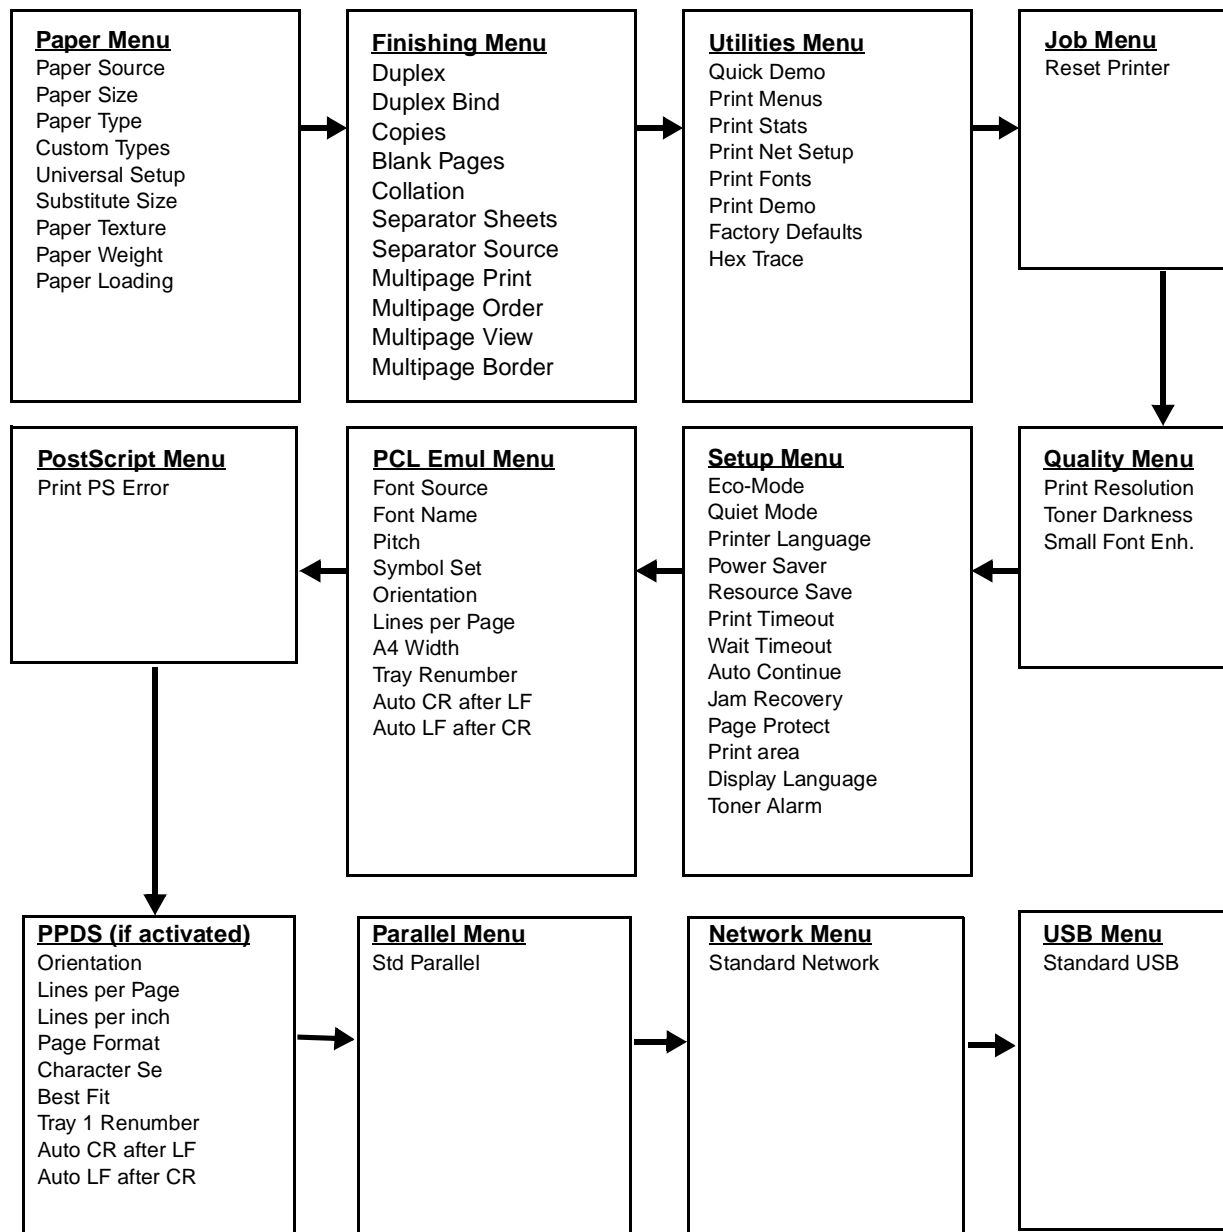 Paper Menu
Paper Source
Paper Size
Paper Type
Custom Types
Universal Setup
Substitute Size
Paper Texture
Paper Weight
Paper Loading
Finishing Menu
Duplex
Duplex Bind
Copies
Blank Pages
Collation
Separator Sheets
Separator Source
Multipage Print
Multipage Order
Multipage View
Multipage Border
Utilities Menu
Quick Demo
Print Menus
Print Stats
Print Net Setup
Print Fonts
Print Demo
Factory Defaults
Hex Trace
Job Menu
Reset Printer
Quality Menu
Print Resolution
Toner Darkness
Small Font Enh.
Setup Menu
Eco-Mode
Quiet Mode
Printer Language
Power Saver
Resource Save
Print Timeout
Wait Timeout
Auto Continue
Jam Recovery
Page Protect
Print area
Display Language
Toner Alarm
PCL Emul Menu
Font Source
Font Name
Pitch
Symbol Set
Orientation
Lines per Page
A4 Width
Tray Renumber
Auto CR after LF
Auto LF after CR
PostScript Menu
Print PS Error
PPDS (if activated)
Orientation
Lines per Page
Lines per inch
Page Format
Character Se
Best Fit
Tray 1 Renumber
Auto CR after LF
Auto LF after CR
Parallel Menu
Std Parallel
Network Menu
Standard Network
USB Menu
Standard USB